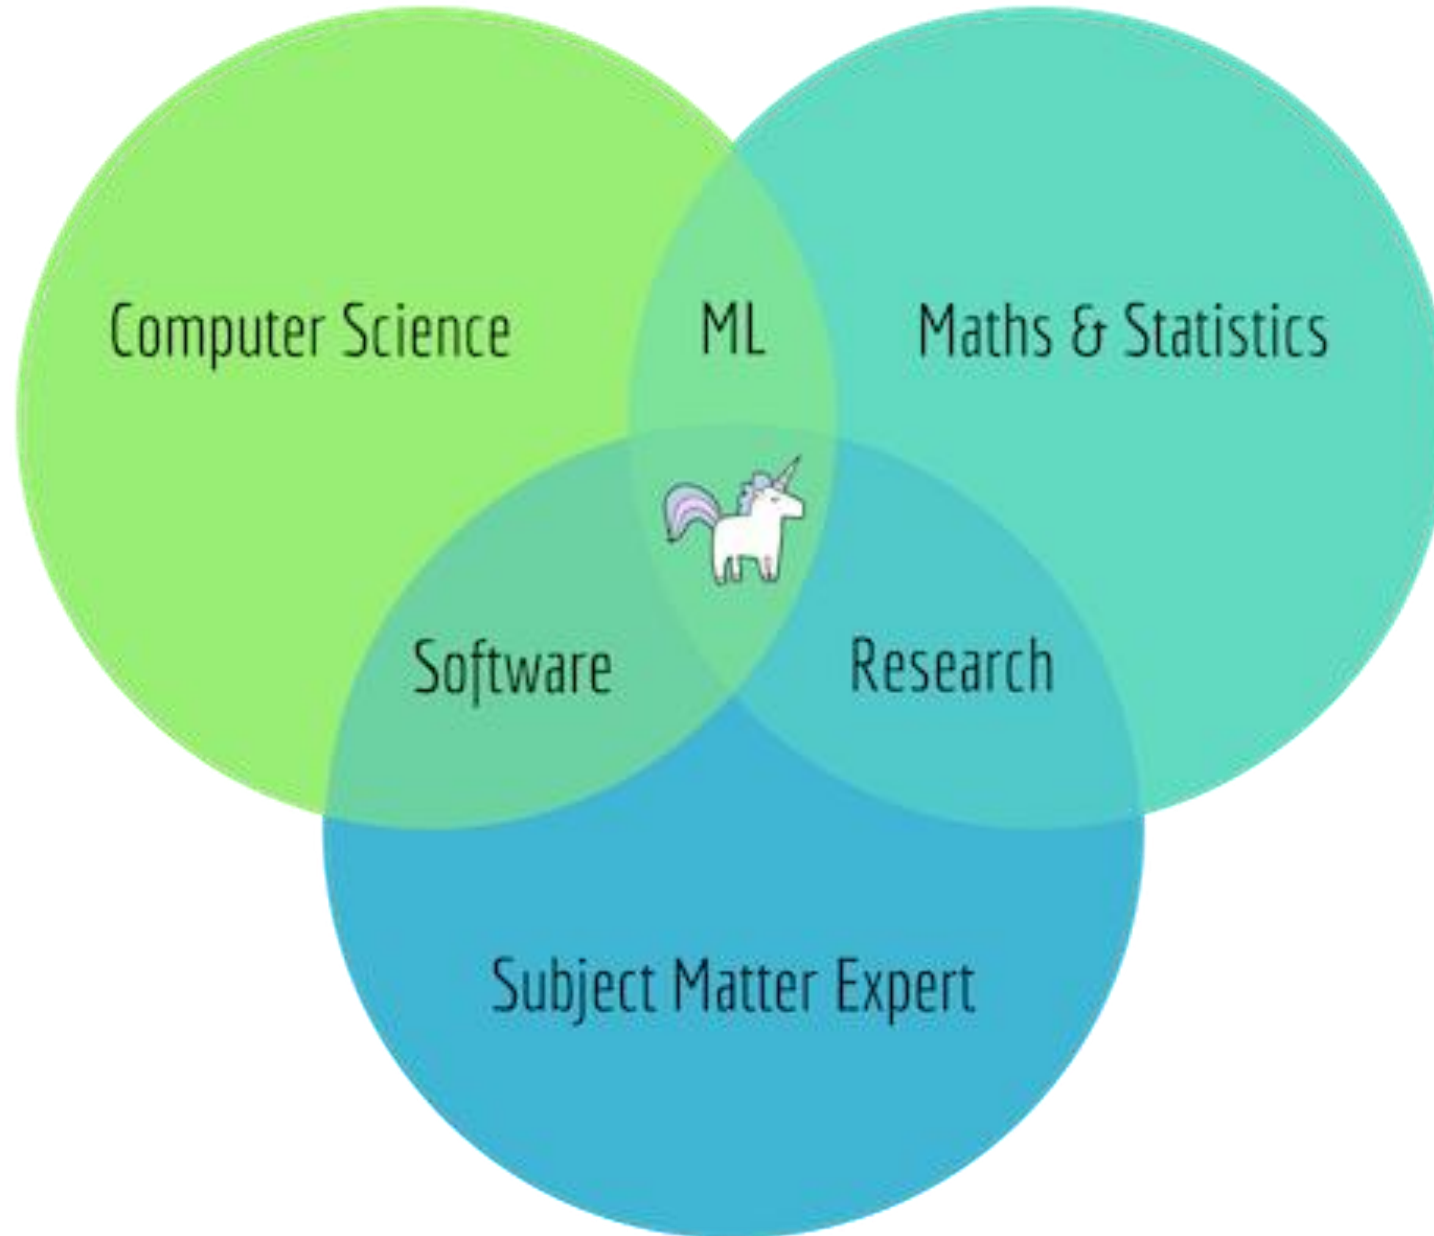 Computer Science
ML
Maths & Statistics
Software
Research
Subject Matter Expert